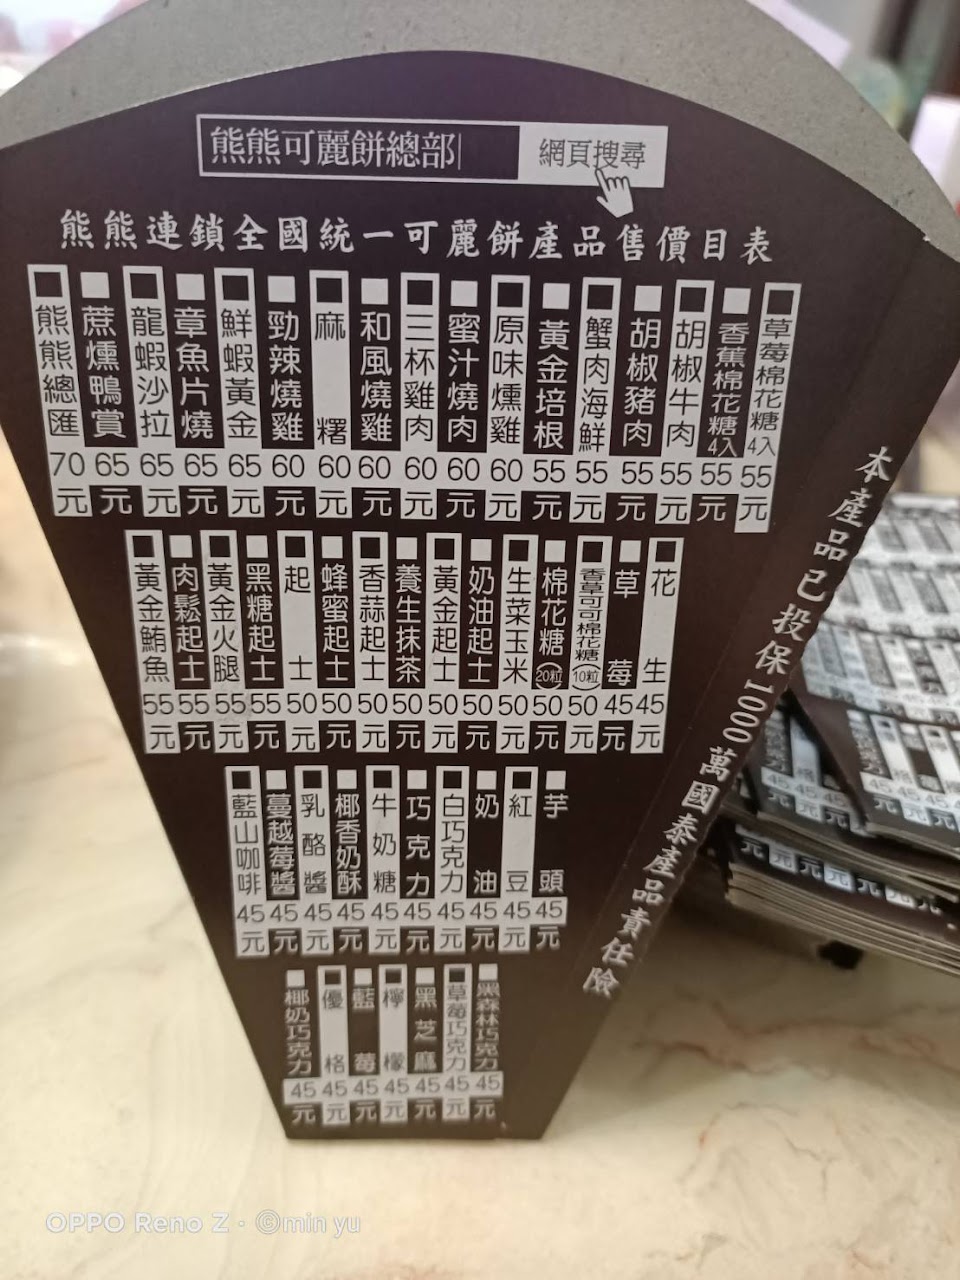 熊熊可麗餅總部
網頁搜尋
熊熊連鎖全國統一可麗餅產品售價目表
熊熊總匯 70元
蔗燻鴨賞 65元
龍蝦沙拉 65元
章魚片燒 65元
鮮蝦黃金 65元
勁辣燒雞 60元
麻糬 60元
和風燒雞 60元
三杯雞肉 60元
蜜汁燒肉 60元
原味燻雞 60元
黃金培根 55元
蟹肉海鮮 55元
胡椒豬肉 55元
胡椒牛肉 55元
香蕉棉花糖4入 55元
草莓棉花糖4入 55元
黃金鮪魚 55元
肉鬆起士 55元
黃金火腿 55元
黑糖起士 55元
起士 50元
蜂蜜起士 50元
香蒜起士 50元
養生抹茶 50元
黃金起士 50元
奶油起士 50元
生菜玉米 50元
棉花糖(20粒) 50元
香草可可棉花糖(10粒) 50元
草莓 45元
花生 45元
藍山咖啡 45元
蔓越莓醬 45元
乳酪醬 45元
椰香奶酥 45元
牛奶糖 45元
巧克力 45元
白巧克力 45元
奶油 45元
紅豆 45元
芋頭 45元
椰奶巧克力 45元
優格 45元
藍莓 45元
檸檬 45元
黑芝麻 45元
草莓巧克力 45元
黑森林巧克力 45元
本產品已投保1000萬國泰產品責任險
OPPO Reno Z · ©min yu